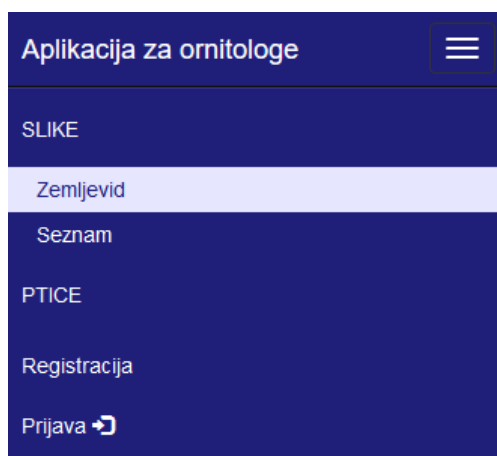 Aplikacija za ornitologe
SLIKE
Zemljevid
Seznam
PTICE
Registracija
Prijava